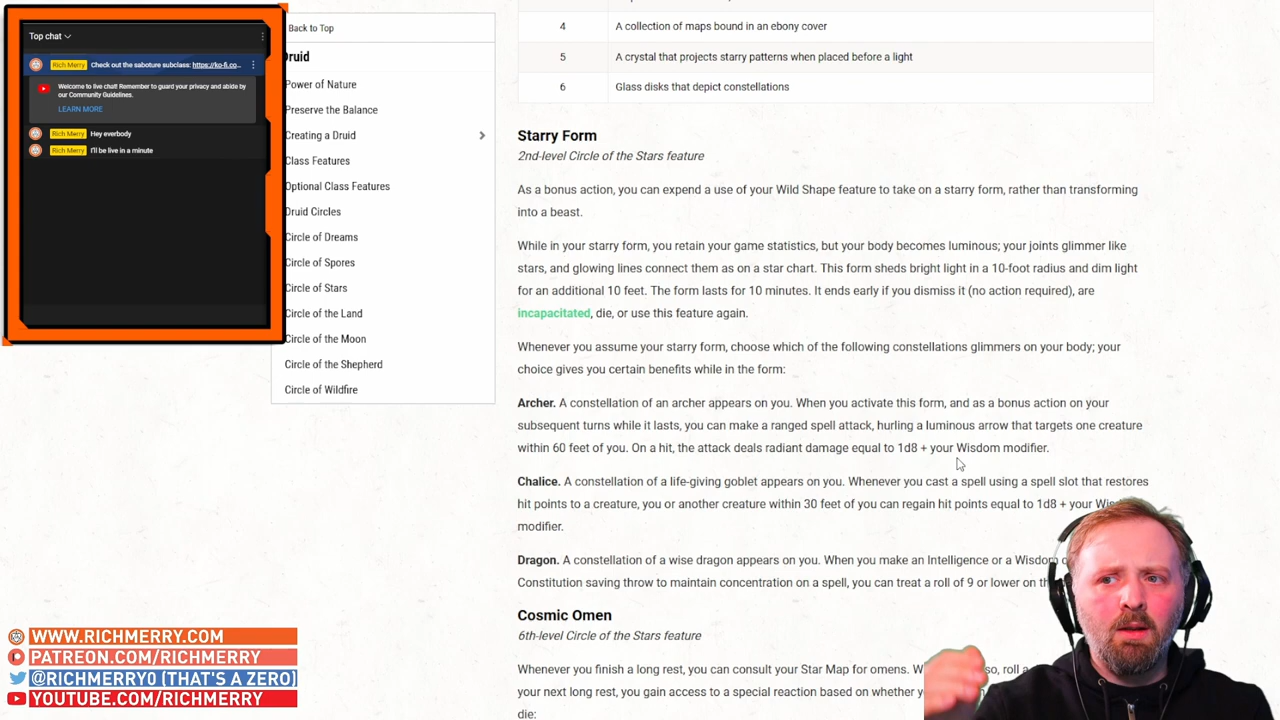 Top chat
Rich Merry Check out the saboture subclass: https://ko-fi.co...
Welcome to live chat! Remember to guard your privacy and abide by
our Community Guidelines.
LEARN MORE
Rich Merry Hey everbody
Rich Merry I'll be live in a minute
Back to Top
Druid
Power of Nature
Preserve the Balance
Creating a Druid
Class Features
Optional Class Features
Druid Circles
Circle of Dreams
Circle of Spores
Circle of Stars
Circle of the Land
Circle of the Moon
Circle of the Shepherd
Circle of Wildfire
4 A collection of maps bound in an ebony cover
5 A crystal that projects starry patterns when placed before a light
6 Glass disks that depict constellations
Starry Form
2nd-level Circle of the Stars feature
As a bonus action, you can expend a use of your Wild Shape feature to take on a starry form, rather than transforming
into a beast.
While in your starry form, you retain your game statistics, but your body becomes luminous; your joints glimmer like
stars, and glowing lines connect them as on a star chart. This form sheds bright light in a 10-foot radius and dim light
for an additional 10 feet. The form lasts for 10 minutes. It ends early if you dismiss it (no action required), are
incapacitated, die, or use this feature again.
Whenever you assume your starry form, choose which of the following constellations glimmers on your body; your
choice gives you certain benefits while in the form:
Archer. A constellation of an archer appears on you. When you activate this form, and as a bonus action on your
subsequent turns while it lasts, you can make a ranged spell attack, hurling a luminous arrow that targets one creature
within 60 feet of you. On a hit, the attack deals radiant damage equal to 1d8 + your Wisdom modifier.
Chalice. A constellation of a life-giving goblet appears on you. Whenever you cast a spell using a spell slot that restores
hit points to a creature, you or another creature within 30 feet of you can regain hit points equal to 1d8 + your
modifier.
Dragon. A constellation of a wise dragon appears on you. When you make an Intelligence or a Wisdom
Constitution saving throw to maintain concentration on a spell, you can treat a roll of 9 or lower on
Cosmic Omen
6th-level Circle of the Stars feature
Whenever you finish a long rest, you can consult your Star Map for omens. roll a
your next long rest, you gain access to a special reaction based on whether
die:
WWW.RICHMERRY.COM
PATREON.COM/RICHMERRY
@RICHMERRY0 (THAT'S A ZERO)
YOUTUBE.COM/RICHMERRY